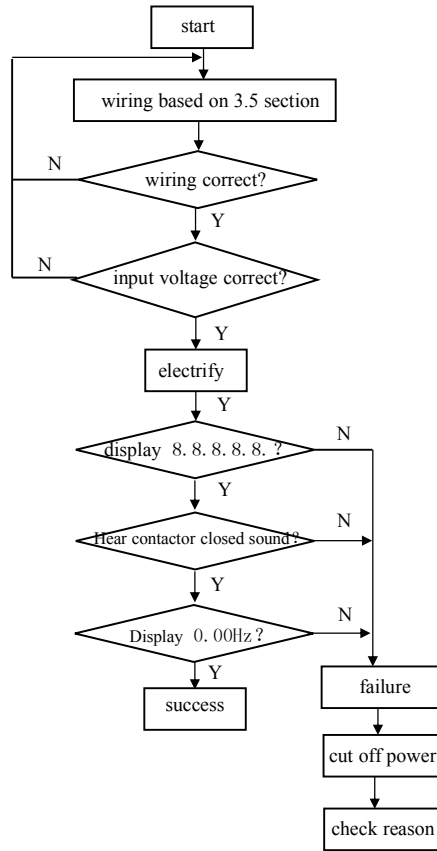 start
wiring based on 3.5 section
N
wiring correct?
Y
N
input voltage correct?
Y
electrify
Y
display 8.8.8.8.8.?
N
Y
Hear contactor closed sound?
N
Y
Display 0.00Hz?
N
Y
success
failure
cut off power
check reason